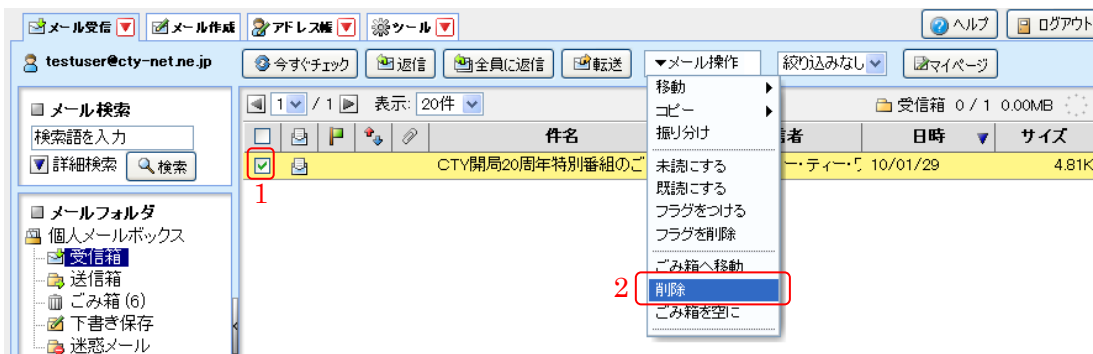 メール受信 メール作成 アドレス帳 ツール ヘルプ ログアウト
testuser@cty-net.ne.jp 今すぐチェック 返信 全員に返信 転送 ▼メール操作 絞り込みなし マイページ
メール検索
検索語を入力
詳細検索 検索
メールフォルダ
個人メールボックス
受信箱
送信箱
ごみ箱 (6)
下書き保存
迷惑メール
1 / 1 表示: 20件 受信箱 0 / 1 0.00MB
件名 者 日時 ▼ サイズ
CTY開局20周年特別番組のご ー・ティー・ワ 10/01/29 4.81K
1
移動
コピー
振り分け
未読にする
既読にする
フラグをつける
フラグを削除
ごみ箱へ移動
2 削除
ごみ箱を空に